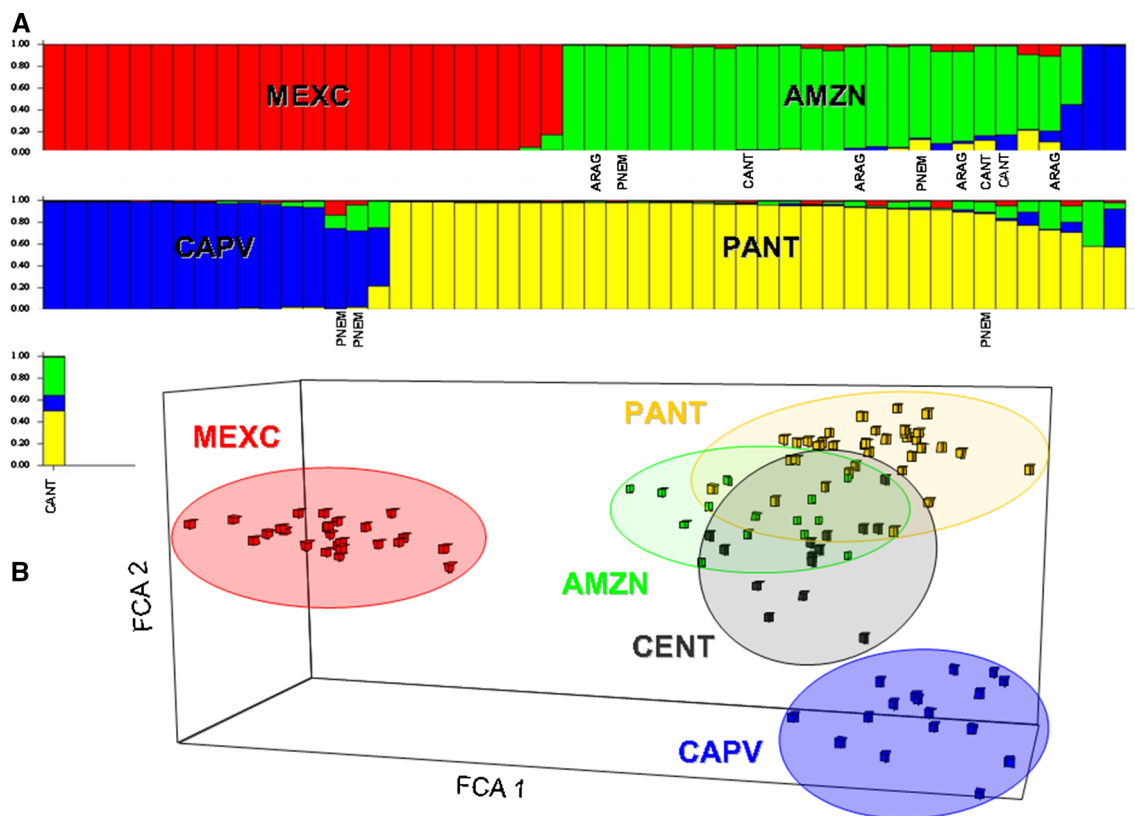 A
1.00
0.80
0.60
0.40
0.20
0.00
MEXC
AMZN
ARAG
PNEM
CANT
ARAG
PNEM
ARAG
CANT
CANT
ARAG
1.00
0.80
0.60
0.40
0.20
0.00
CAPV
PANT
PNEM
PNEM
PNEM
1.00
0.80
0.60
0.40
0.20
0.00
CANT
B
MEXC
PANT
AMZN
CENT
CAPV
FCA 2
FCA 1